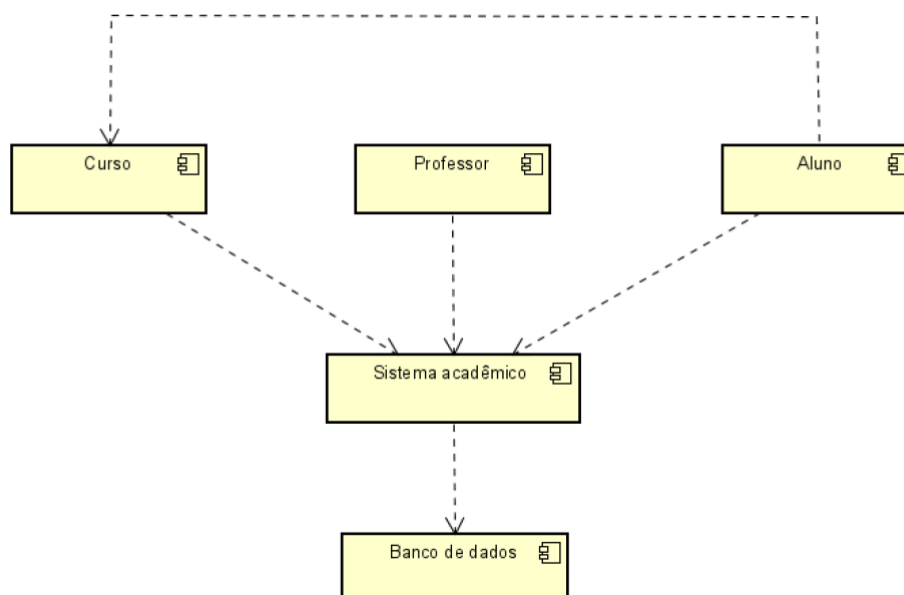 Curso
Professor
Aluno
Sistema acadêmico
Banco de dados